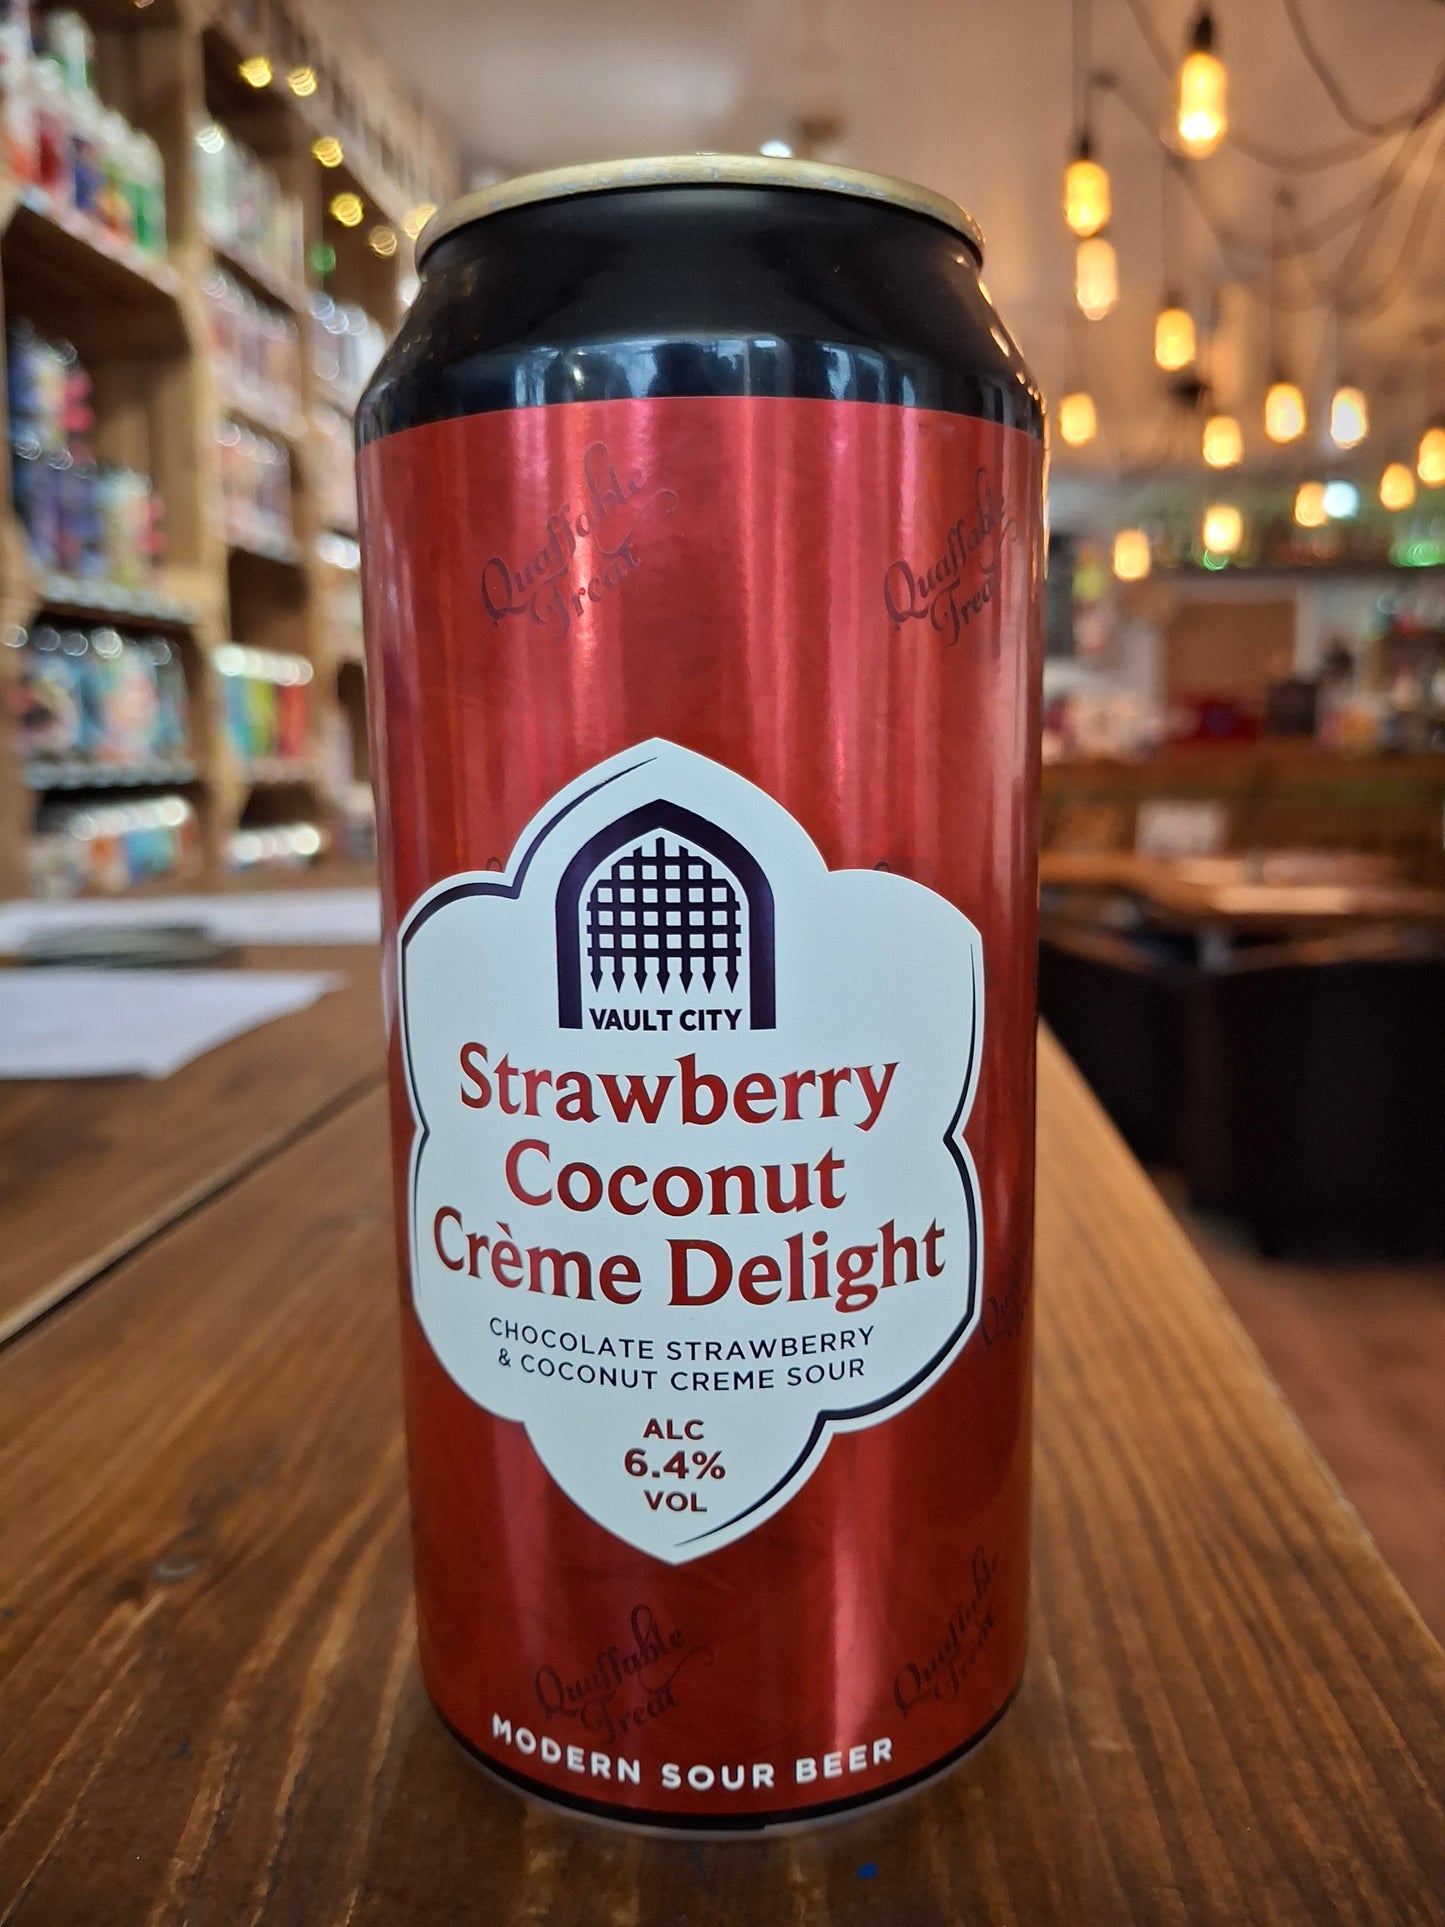 Quaffable
Treat
Quaffable
Treat
VAULT CITY
Strawberry
Coconut
Crème Delight
CHOCOLATE STRAWBERRY
& COCONUT CREME SOUR
ALC
6.4%
VOL
Quaffable
Treat
Quaffable
Treat
MODERN SOUR BEER